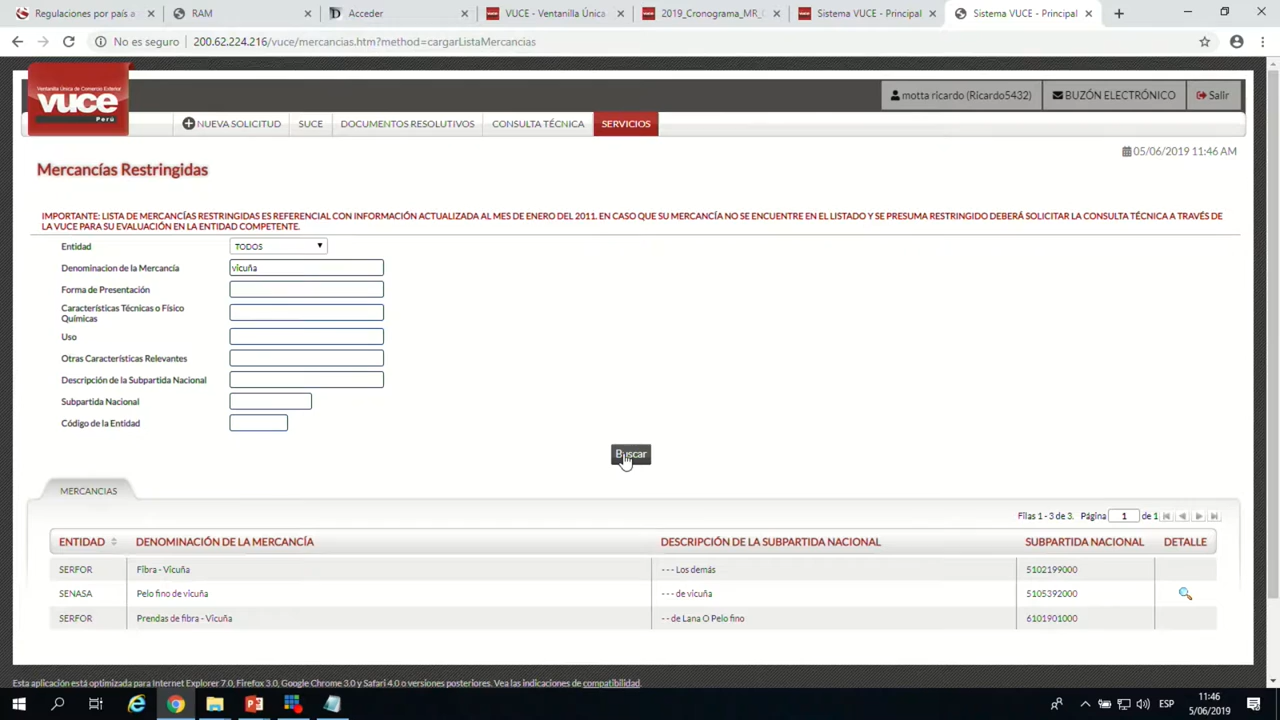 Regulaciones por país a
RAM
Acceder
VUCE - Ventanilla Única
2019_Cronograma_MR_
Sistema VUCE - Principal
Sistema VUCE - Principal
No es seguro
200.62.224.216/vuce/mercancias.htm?method=cargarListaMercancias
Ventanilla Única de Comercio Exterior
vuce
Perú
motta ricardo (Ricardo5432)
BUZÓN ELECTRÓNICO
Salir
NUEVA SOLICITUD
SUCE
DOCUMENTOS RESOLUTIVOS
CONSULTA TÉCNICA
SERVICIOS
05/06/2019 11:46 AM
Mercancías Restringidas
IMPORTANTE: LISTA DE MERCANCÍAS RESTRINGIDAS ES REFERENCIAL CON INFORMACIÓN ACTUALIZADA AL MES DE ENERO DEL 2011. EN CASO QUE SU MERCANCÍA NO SE ENCUENTRE EN EL LISTADO Y SE PRESUMA RESTRINGIDO DEBERÁ SOLICITAR LA CONSULTA TÉCNICA A TRAVÉS DE
LA VUCE PARA SU EVALUACIÓN EN LA ENTIDAD COMPETENTE.
Entidad
TODOS
Denominacion de la Mercancía
vicuña
Forma de Presentación
Características Técnicas o Físico
Químicas
Uso
Otras Características Relevantes
Descripción de la Subpartida Nacional
Subpartida Nacional
Código de la Entidad
Buscar
MERCANCIAS
Filas 1 - 3 de 3. Página 1 de 1
ENTIDAD DENOMINACIÓN DE LA MERCANCÍA DESCRIPCIÓN DE LA SUBPARTIDA NACIONAL SUBPARTIDA NACIONAL DETALLE
SERFOR Fibra - Vicuña - - - Los demás 5102199000
SENASA Pelo fino de vicuña - - - de vicuña 5105392000
SERFOR Prendas de fibra - Vicuña - - de Lana O Pelo fino 6101901000
Esta aplicación está optimizada para Internet Explorer 7.0, Firefox 3.0, Google Chrome 3.0 y Safari 4.0 o versiones posteriores. Vea las indicaciones de compatibilidad.
ESP
11:46
5/06/2019